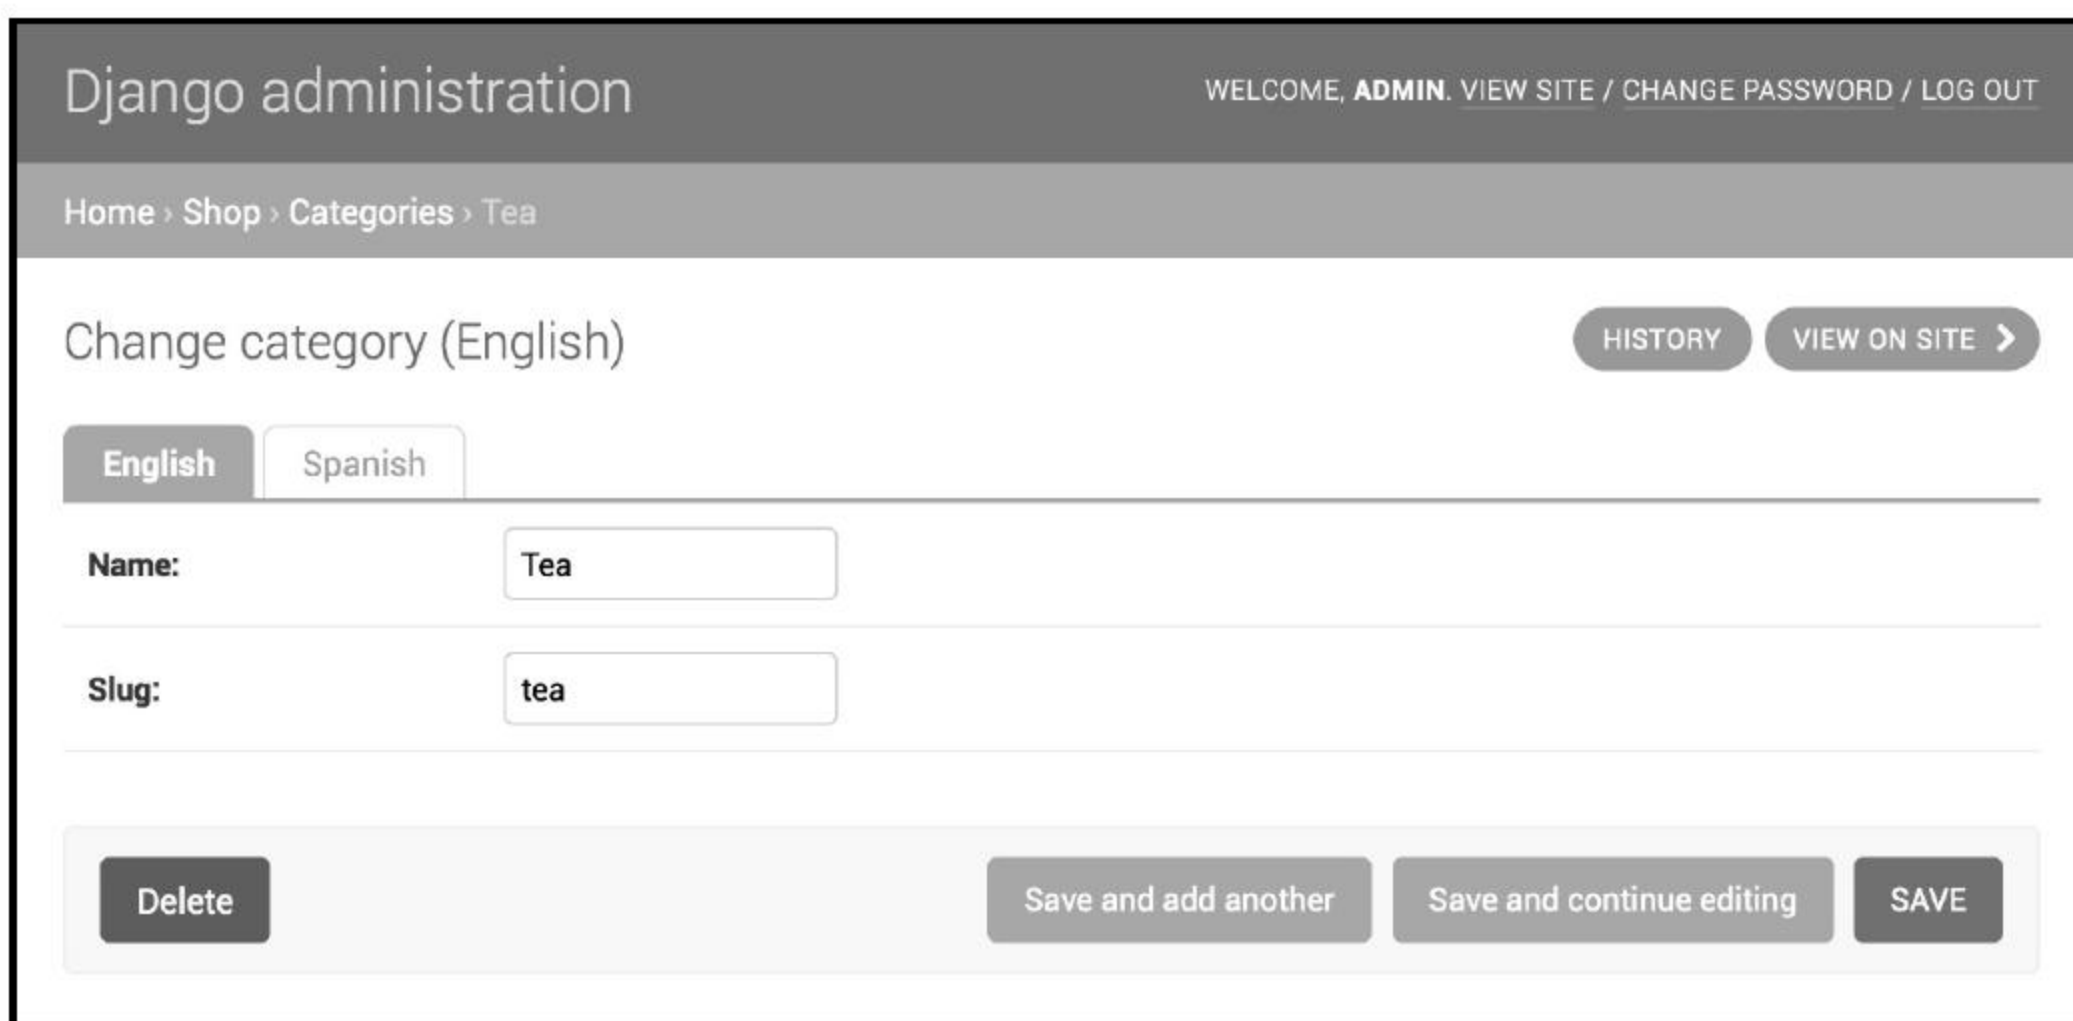 Django administration
WELCOME, ADMIN. VIEW SITE / CHANGE PASSWORD / LOG OUT
Home › Shop › Categories › Tea
Change category (English)
HISTORY
VIEW ON SITE
English
Spanish
Name:
Tea
Slug:
tea
Delete
Save and add another
Save and continue editing
SAVE